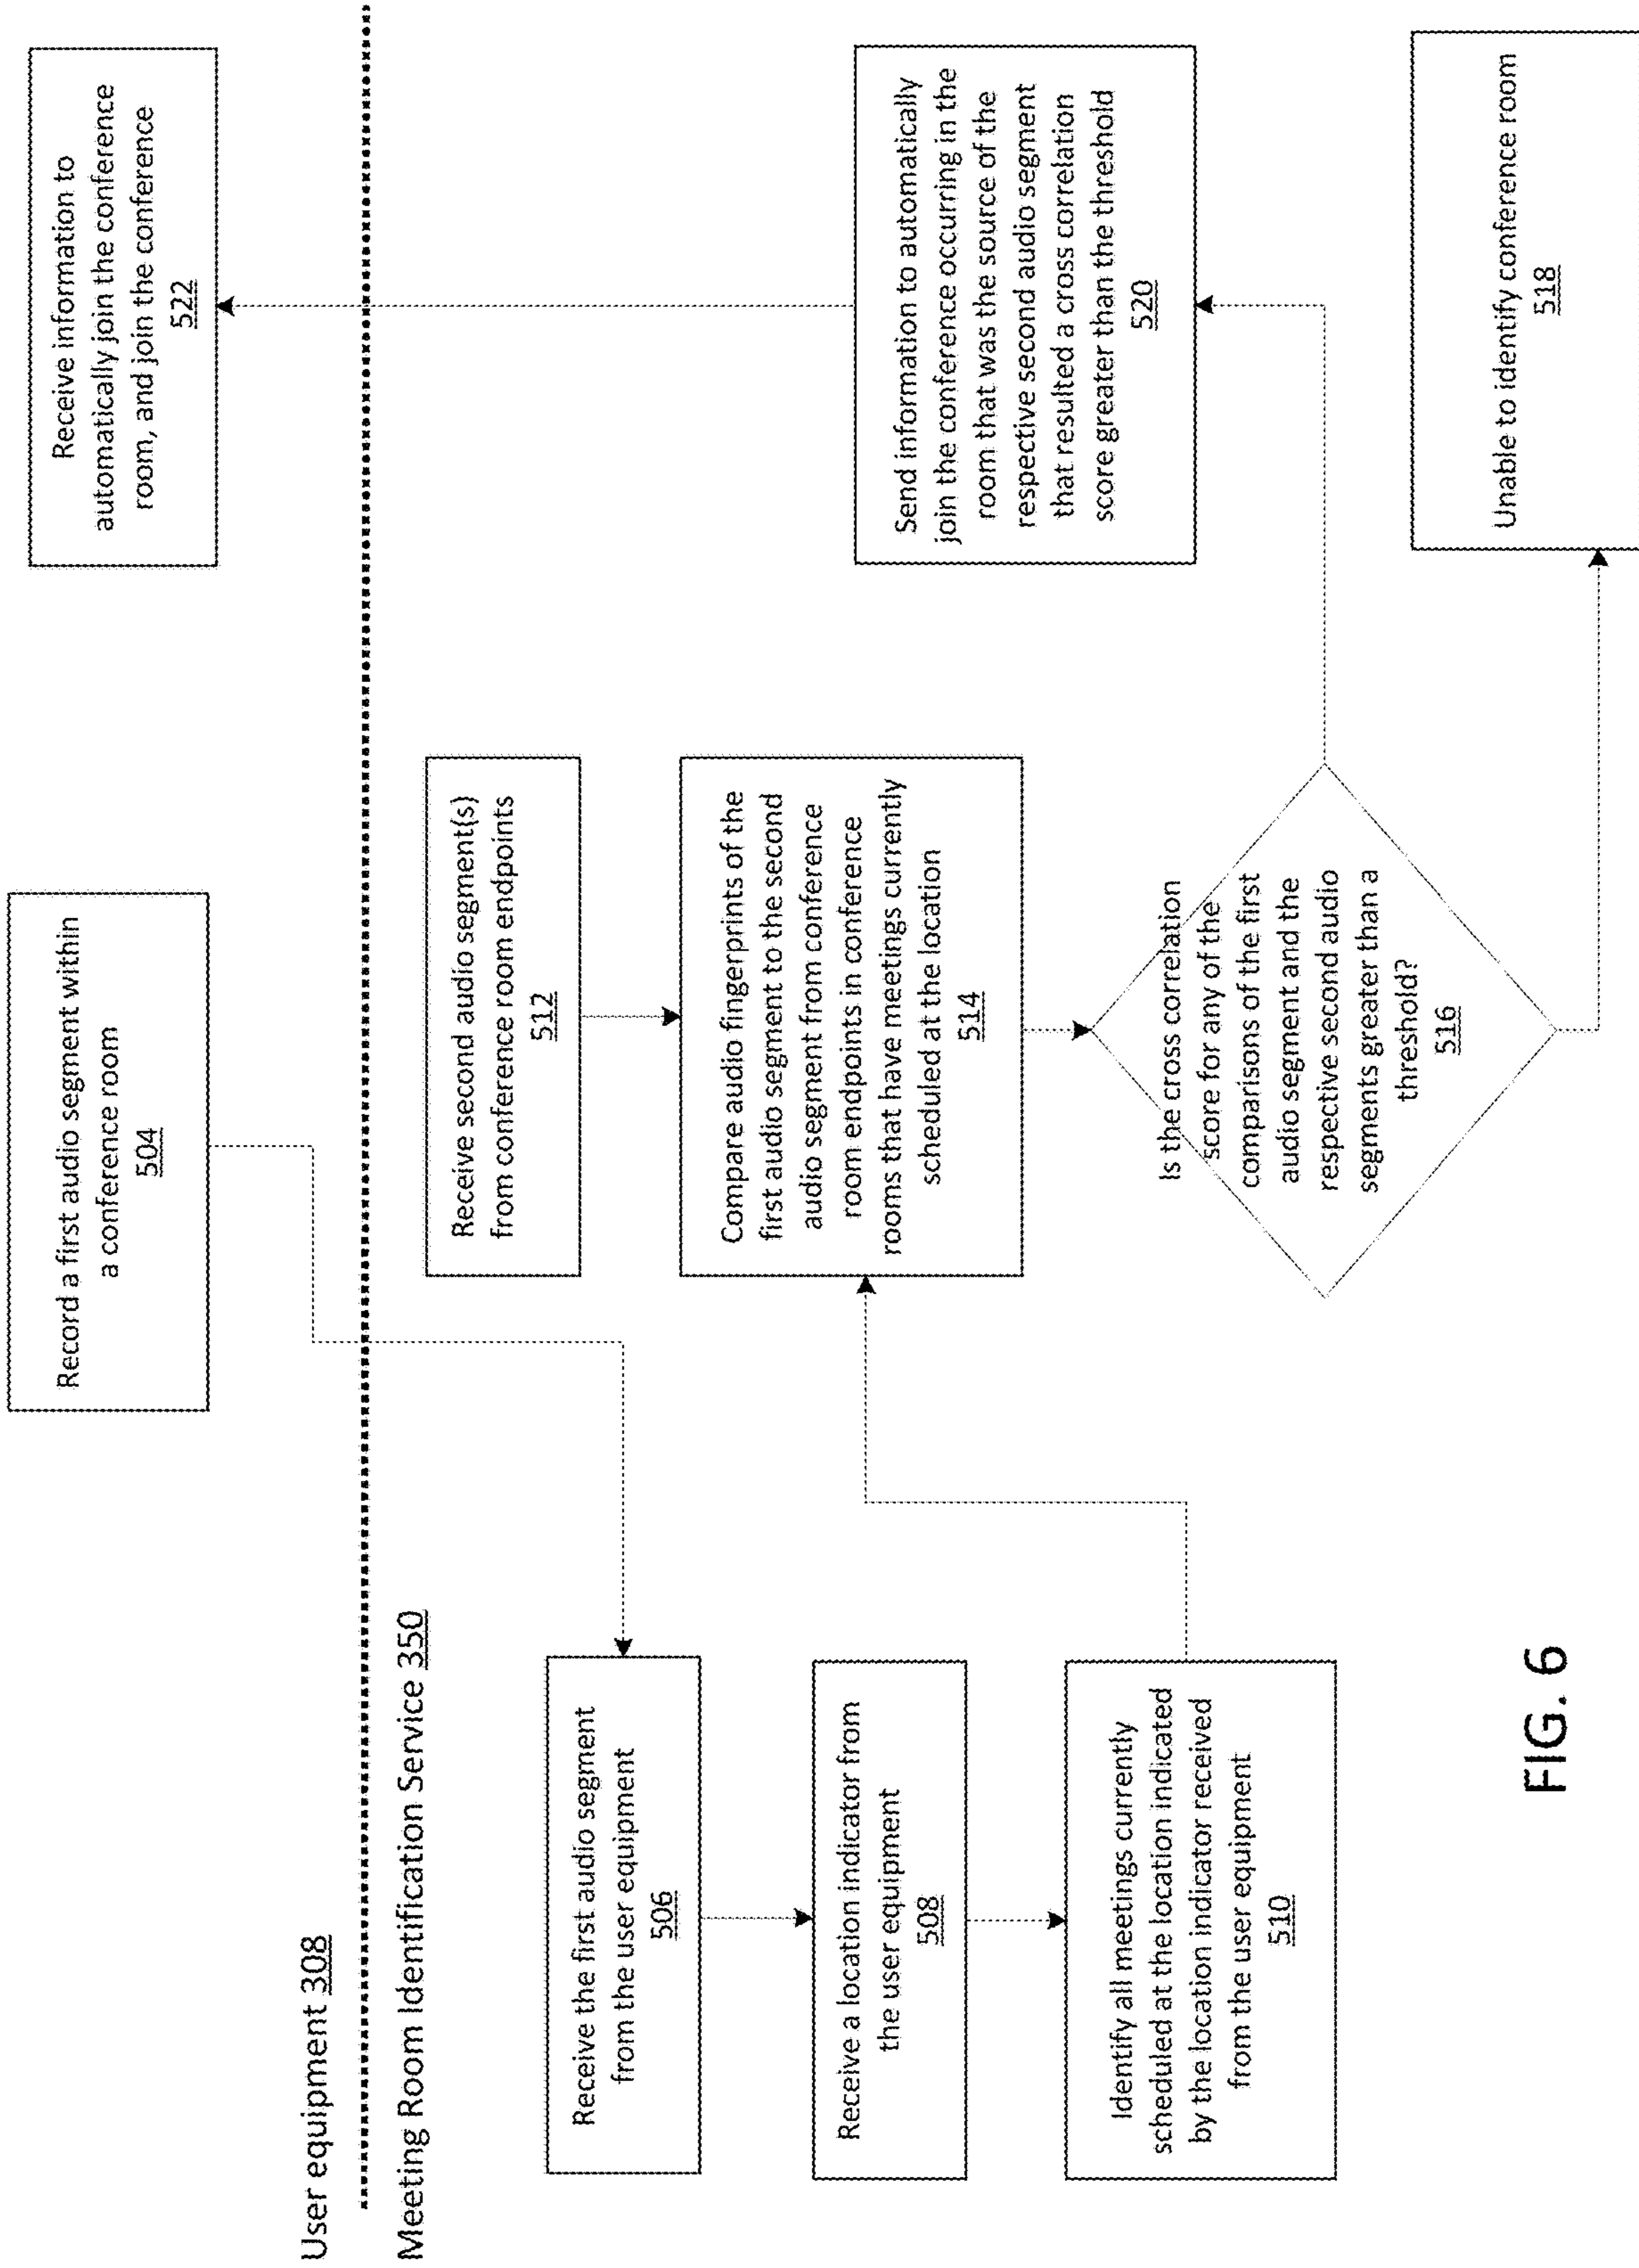 Record a first audio segment within
a conference room
504
Receive information to
automatically join the conference
room, and join the conference
522
User equipment 308
Meeting Room Identification Service 350
Receive the first audio segment
from the user equipment
506
Receive a location indicator from
the user equipment
508
Identify all meetings currently
scheduled at the location indicated
by the location indicator received
from the user equipment
510
Receive second audio segment(s)
from conference room endpoints
512
Compare audio fingerprints of the
first audio segment to the second
audio segment from conference
room endpoints in conference
rooms that have meetings currently
scheduled at the location
514
Is the cross correlation
score for any of the
comparisons of the first
audio segment and the
respective second audio
segments greater than a
threshold?
516
Send information to automatically
join the conference occurring in the
room that was the source of the
respective second audio segment
that resulted a cross correlation
score greater than the threshold
520
Unable to identify conference room
518
FIG. 6